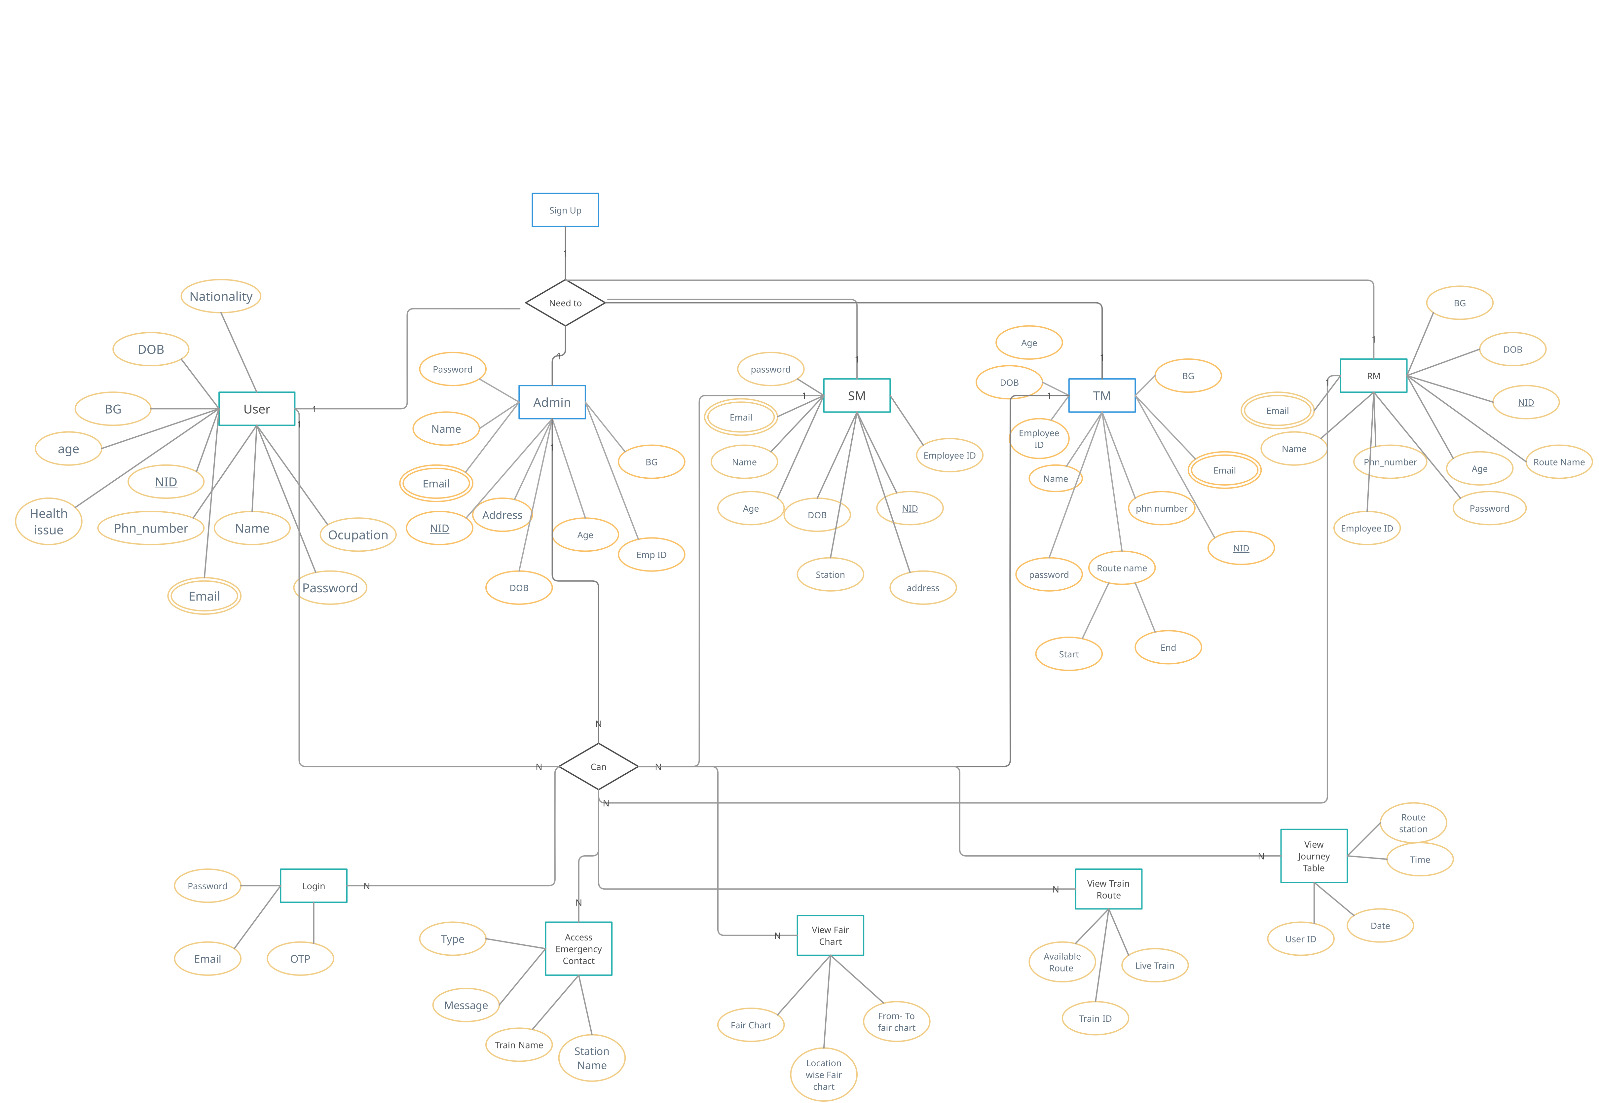 Sign Up
1
Need to
Nationality
DOB
BG
age
Health
issue
NID
Phn_number
Name
Ocupation
Email
Password
User
1
1
1
Password
Name
Email
NID
Address
DOB
Age
Emp ID
BG
Admin
1
1
password
Email
Name
Age
DOB
Station
NID
address
Employee ID
SM
1
1
Age
DOB
Employee
ID
Name
password
Route name
Start
End
phn number
NID
Email
BG
TM
1
1
BG
DOB
NID
Route Name
Age
Password
Phn_number
Employee ID
Name
Email
RM
N
N
Can
N
N
Password
Email
OTP
Login
N
N
Type
Message
Train Name
Station
Name
Access
Emergency
Contact
N
View Fair
Chart
Fair Chart
Location
wise Fair
chart
From- To
fair chart
N
View Train
Route
Available
Route
Train ID
Live Train
N
View
Journey
Table
Route
station
Time
Date
User ID